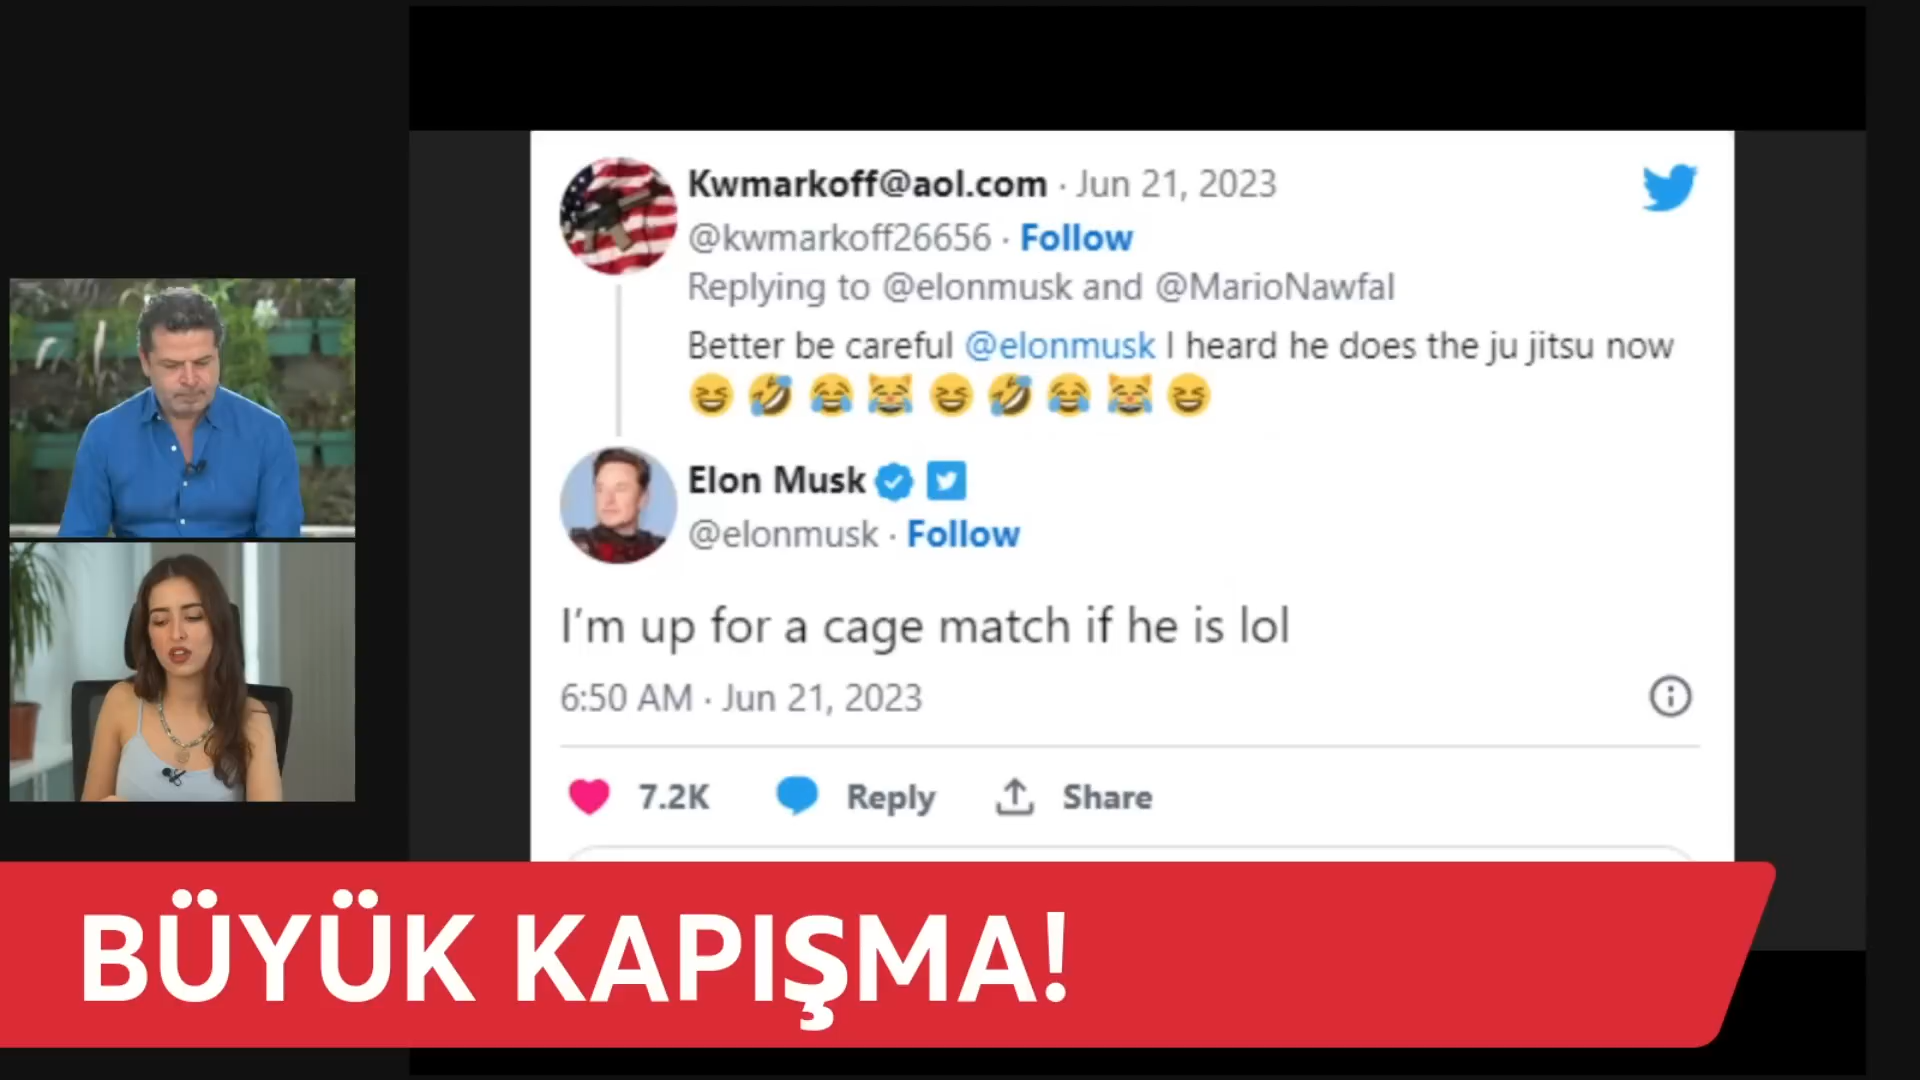 Kwmarkoff@aol.com · Jun 21, 2023
@kwmarkoff26656 · Follow
Replying to @elonmusk and @MarioNawfal
Better be careful @elonmusk I heard he does the ju jitsu now
😆🤣😂😹😆🤣😂😹😆
Elon Musk
@elonmusk · Follow
I'm up for a cage match if he is lol
6:50 AM · Jun 21, 2023
7.2K Reply Share
BÜYÜK KAPIŞMA!